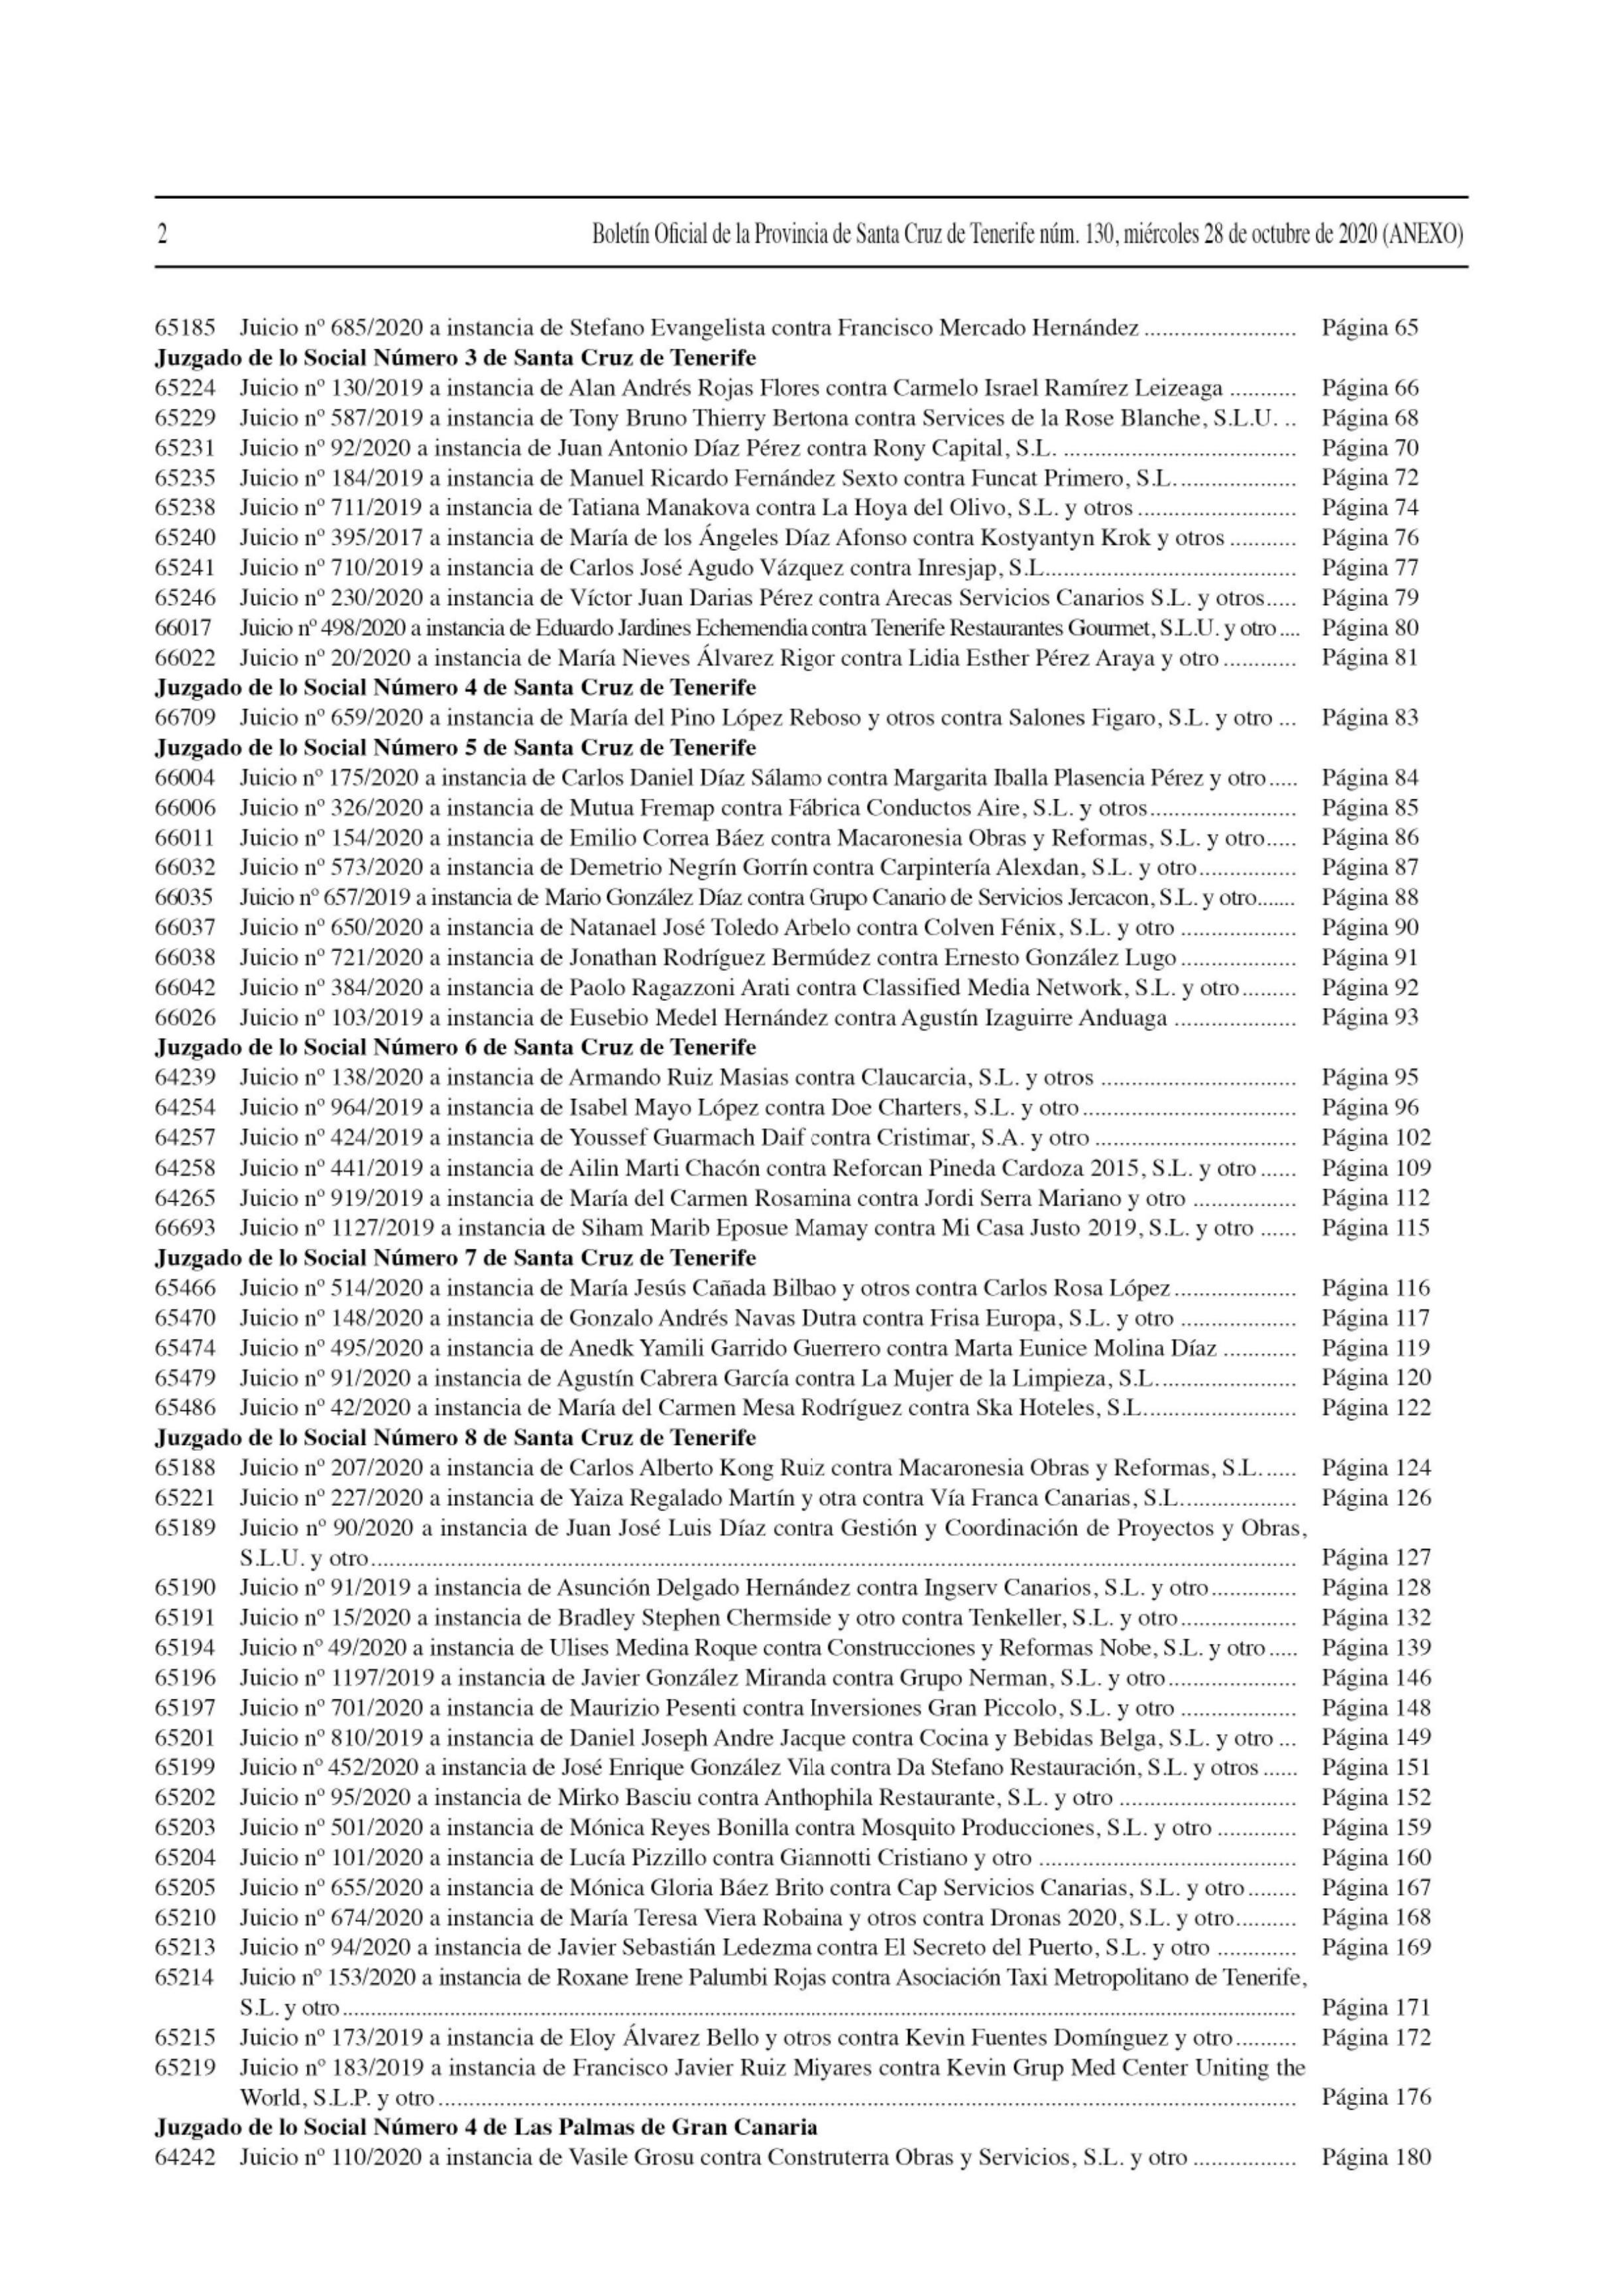 2
Boletín Oficial de la Provincia de Santa Cruz de Tenerife núm. 130, miércoles 28 de octubre de 2020 (ANEXO)
65185 Juicio nº 685/2020 a instancia de Stefano Evangelista contra Francisco Mercado Hernández ......................... Página 65
Juzgado de lo Social Número 3 de Santa Cruz de Tenerife
65224 Juicio nº 130/2019 a instancia de Alan Andrés Rojas Flores contra Carmelo Israel Ramírez Leizeaga ........... Página 66
65229 Juicio nº 587/2019 a instancia de Tony Bruno Thierry Bertona contra Services de la Rose Blanche, S.L.U. .. Página 68
65231 Juicio nº 92/2020 a instancia de Juan Antonio Díaz Pérez contra Rony Capital, S.L. ....................................... Página 70
65235 Juicio nº 184/2019 a instancia de Manuel Ricardo Fernández Sexto contra Funcat Primero, S.L.................... Página 72
65238 Juicio nº 711/2019 a instancia de Tatiana Manakova contra La Hoya del Olivo, S.L. y otros .......................... Página 74
65240 Juicio nº 395/2017 a instancia de María de los Ángeles Díaz Afonso contra Kostyantyn Krok y otros ........... Página 76
65241 Juicio nº 710/2019 a instancia de Carlos José Agudo Vázquez contra Inresjap, S.L.......................................... Página 77
65246 Juicio nº 230/2020 a instancia de Víctor Juan Darias Pérez contra Arecas Servicios Canarios S.L. y otros..... Página 79
66017 Juicio nº 498/2020 a instancia de Eduardo Jardines Echemendia contra Tenerife Restaurantes Gourmet, S.L.U. y otro .... Página 80
66022 Juicio nº 20/2020 a instancia de María Nieves Álvarez Rigor contra Lidia Esther Pérez Araya y otro ............ Página 81
Juzgado de lo Social Número 4 de Santa Cruz de Tenerife
66709 Juicio nº 659/2020 a instancia de María del Pino López Reboso y otros contra Salones Figaro, S.L. y otro ... Página 83
Juzgado de lo Social Número 5 de Santa Cruz de Tenerife
66004 Juicio nº 175/2020 a instancia de Carlos Daniel Díaz Sálamo contra Margarita Iballa Plasencia Pérez y otro ..... Página 84
66006 Juicio nº 326/2020 a instancia de Mutua Fremap contra Fábrica Conductos Aire, S.L. y otros........................ Página 85
66011 Juicio nº 154/2020 a instancia de Emilio Correa Báez contra Macaronesia Obras y Reformas, S.L. y otro..... Página 86
66032 Juicio nº 573/2020 a instancia de Demetrio Negrín Gorrín contra Carpintería Alexdan, S.L. y otro................ Página 87
66035 Juicio nº 657/2019 a instancia de Mario González Díaz contra Grupo Canario de Servicios Jercacon, S.L. y otro....... Página 88
66037 Juicio nº 650/2020 a instancia de Natanael José Toledo Arbelo contra Colven Fénix, S.L. y otro ................... Página 90
66038 Juicio nº 721/2020 a instancia de Jonathan Rodríguez Bermúdez contra Ernesto González Lugo ................... Página 91
66042 Juicio nº 384/2020 a instancia de Paolo Ragazzoni Arati contra Classified Media Network, S.L. y otro......... Página 92
66026 Juicio nº 103/2019 a instancia de Eusebio Medel Hernández contra Agustín Izaguirre Anduaga .................... Página 93
Juzgado de lo Social Número 6 de Santa Cruz de Tenerife
64239 Juicio nº 138/2020 a instancia de Armando Ruiz Masias contra Claucarcia, S.L. y otros ................................ Página 95
64254 Juicio nº 964/2019 a instancia de Isabel Mayo López contra Doe Charters, S.L. y otro ................................... Página 96
64257 Juicio nº 424/2019 a instancia de Youssef Guarmach Daif contra Cristimar, S.A. y otro ................................. Página 102
64258 Juicio nº 441/2019 a instancia de Ailin Marti Chacón contra Reforcan Pineda Cardoza 2015, S.L. y otro ...... Página 109
64265 Juicio nº 919/2019 a instancia de María del Carmen Rosamina contra Jordi Serra Mariano y otro ................. Página 112
66693 Juicio nº 1127/2019 a instancia de Siham Marib Eposue Mamay contra Mi Casa Justo 2019, S.L. y otro ...... Página 115
Juzgado de lo Social Número 7 de Santa Cruz de Tenerife
65466 Juicio nº 514/2020 a instancia de María Jesús Cañada Bilbao y otros contra Carlos Rosa López .................... Página 116
65470 Juicio nº 148/2020 a instancia de Gonzalo Andrés Navas Dutra contra Frisa Europa, S.L. y otro ................... Página 117
65474 Juicio nº 495/2020 a instancia de Anedk Yamili Garrido Guerrero contra Marta Eunice Molina Díaz ............ Página 119
65479 Juicio nº 91/2020 a instancia de Agustín Cabrera García contra La Mujer de la Limpieza, S.L....................... Página 120
65486 Juicio nº 42/2020 a instancia de María del Carmen Mesa Rodríguez contra Ska Hoteles, S.L......................... Página 122
Juzgado de lo Social Número 8 de Santa Cruz de Tenerife
65188 Juicio nº 207/2020 a instancia de Carlos Alberto Kong Ruiz contra Macaronesia Obras y Reformas, S.L. ..... Página 124
65221 Juicio nº 227/2020 a instancia de Yaiza Regalado Martín y otra contra Vía Franca Canarias, S.L................... Página 126
65189 Juicio nº 90/2020 a instancia de Juan José Luis Díaz contra Gestión y Coordinación de Proyectos y Obras,
S.L.U. y otro.......................................................................................................................................................... Página 127
65190 Juicio nº 91/2019 a instancia de Asunción Delgado Hernández contra Ingserv Canarios, S.L. y otro.............. Página 128
65191 Juicio nº 15/2020 a instancia de Bradley Stephen Chermside y otro contra Tenkeller, S.L. y otro................... Página 132
65194 Juicio nº 49/2020 a instancia de Ulises Medina Roque contra Construcciones y Reformas Nobe, S.L. y otro ..... Página 139
65196 Juicio nº 1197/2019 a instancia de Javier González Miranda contra Grupo Nerman, S.L. y otro..................... Página 146
65197 Juicio nº 701/2020 a instancia de Maurizio Pesenti contra Inversiones Gran Piccolo, S.L. y otro ................... Página 148
65201 Juicio nº 810/2019 a instancia de Daniel Joseph Andre Jacque contra Cocina y Bebidas Belga, S.L. y otro ... Página 149
65199 Juicio nº 452/2020 a instancia de José Enrique González Vila contra Da Stefano Restauración, S.L. y otros ...... Página 151
65202 Juicio nº 95/2020 a instancia de Mirko Basciu contra Anthophila Restaurante, S.L. y otro ............................. Página 152
65203 Juicio nº 501/2020 a instancia de Mónica Reyes Bonilla contra Mosquito Producciones, S.L. y otro ............. Página 159
65204 Juicio nº 101/2020 a instancia de Lucía Pizzillo contra Giannotti Cristiano y otro .......................................... Página 160
65205 Juicio nº 655/2020 a instancia de Mónica Gloria Báez Brito contra Cap Servicios Canarias, S.L. y otro ........ Página 167
65210 Juicio nº 674/2020 a instancia de María Teresa Viera Robaina y otros contra Dronas 2020, S.L. y otro.......... Página 168
65213 Juicio nº 94/2020 a instancia de Javier Sebastián Ledezma contra El Secreto del Puerto, S.L. y otro ............. Página 169
65214 Juicio nº 153/2020 a instancia de Roxane Irene Palumbi Rojas contra Asociación Taxi Metropolitano de Tenerife,
S.L. y otro .............................................................................................................................................................. Página 171
65215 Juicio nº 173/2019 a instancia de Eloy Álvarez Bello y otros contra Kevin Fuentes Domínguez y otro.......... Página 172
65219 Juicio nº 183/2019 a instancia de Francisco Javier Ruiz Miyares contra Kevin Grup Med Center Uniting the
World, S.L.P. y otro ............................................................................................................................................... Página 176
Juzgado de lo Social Número 4 de Las Palmas de Gran Canaria
64242 Juicio nº 110/2020 a instancia de Vasile Grosu contra Construterra Obras y Servicios, S.L. y otro ................. Página 180